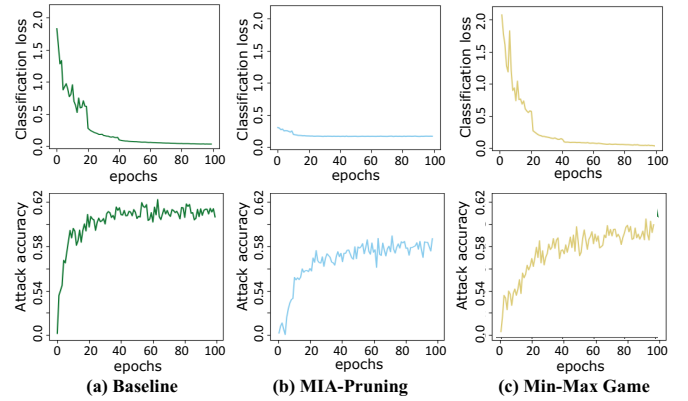 Classification loss
2.0
1.5
1.0
0.5
0.0
0 20 40 60 80 100
epochs
Classification loss
2.0
1.5
1.0
0.5
0.0
0 20 40 60 80 100
epochs
Classification loss
2.0
1.5
1.0
0.5
0.0
0 20 40 60 80 100
epochs
Attack accuracy
0.62
0.58
0.54
0.0
0 20 40 60 80 100
epochs
Attack accuracy
0.62
0.58
0.54
0.0
0 20 40 60 80 100
epochs
Attack accuracy
0.62
0.58
0.54
0.0
0 20 40 60 80 100
epochs
(a) Baseline
(b) MIA-Pruning
(c) Min-Max Game